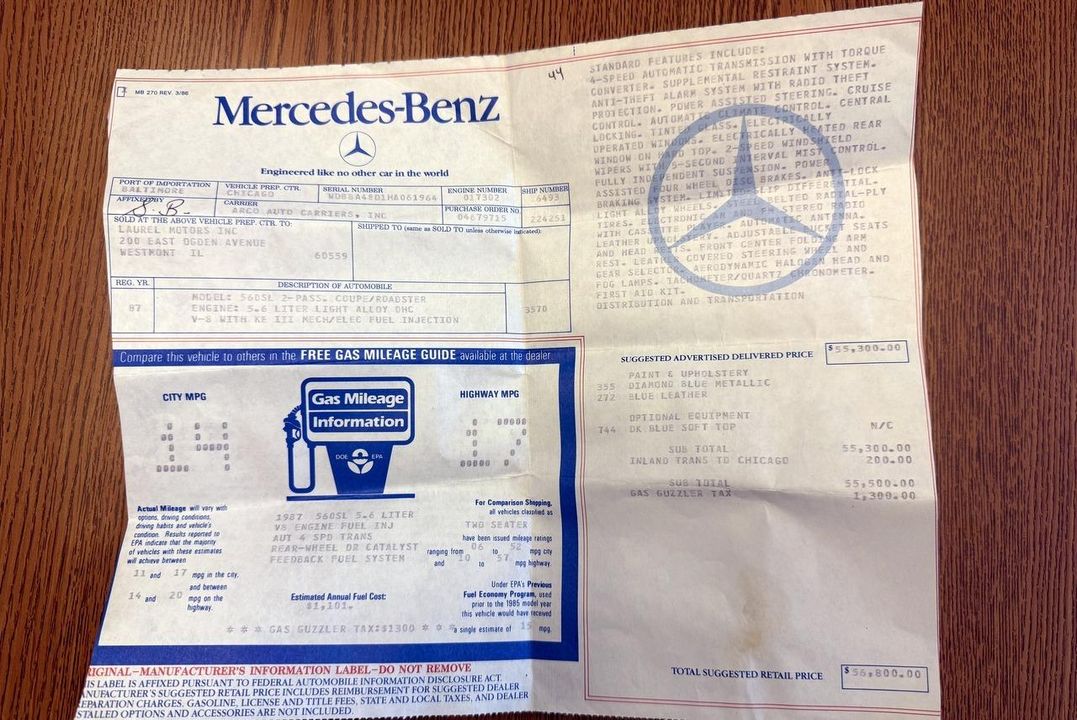 MB 270 REV. 3/86
44
Mercedes-Benz
Engineered like no other car in the world
PORT OF IMPORTATION
BALTIMORE
VEHICLE PREP. CTR.
CHICAGO
SERIAL NUMBER
WDBBA48D1HA061964
ENGINE NUMBER
017302
SHIP NUMBER
6493
AFFIXED BY
S.B.
CARRIER
ARCO AUTO CARRIERS, INC
PURCHASE ORDER NO.
04679715
224251
SOLD AT THE ABOVE VEHICLE PREP. CTR. TO:
LAUREL MOTORS INC
200 EAST OGDEN AVENUE
WESTMONT IL 60559
SHIPPED TO (same as SOLD TO unless otherwise indicated):
REG. YR.
DESCRIPTION OF AUTOMOBILE
87
MODEL: 560SL 2-PASS. COUPE/ROADSTER
ENGINE: 5.6 LITER LIGHT ALLOY OHC
V-8 WITH KE III MECH/ELEC FUEL INJECTION
3570
Compare this vehicle to others in the FREE GAS MILEAGE GUIDE available at the dealer
CITY MPG
14
Gas Mileage
Information
DOE EPA
HIGHWAY MPG
17
Actual Mileage will vary with
options, driving conditions,
driving habits and vehicle's
condition. Results reported to
EPA indicate that the majority
of vehicles with these estimates
will achieve between
11 and 17 mpg in the city,
and between
14 and 20 mpg on the
highway.
1987 560SL 5.6 LITER
V8 ENGINE FUEL INJ
AUT 4 SPD TRANS
REAR-WHEEL DR CATALYST
FEEDBACK FUEL SYSTEM
Estimated Annual Fuel Cost:
$1,101.
* * * GAS GUZZLER TAX:$1300 * * *
For Comparison Shopping,
all vehicles classified as
TWO SEATER
have been issued mileage ratings
ranging from 06 to 52 mpg city
and 10 to 57 mpg highway.
Under EPA's Previous
Fuel Economy Program, used
prior to the 1985 model year
this vehicle would have received
a single estimate of 15 mpg.
RIGINAL–MANUFACTURER'S INFORMATION LABEL–DO NOT REMOVE
IS LABEL IS AFFIXED PURSUANT TO FEDERAL AUTOMOBILE INFORMATION DISCLOSURE ACT.
ANUFACTURER'S SUGGESTED RETAIL PRICE INCLUDES REIMBURSEMENT FOR SUGGESTED DEALER
EPARATION CHARGES. GASOLINE, LICENSE AND TITLE FEES, STATE AND LOCAL TAXES, AND DEALER
STALLED OPTIONS AND ACCESSORIES ARE NOT INCLUDED.
STANDARD FEATURES INCLUDE:
4-SPEED AUTOMATIC TRANSMISSION WITH TORQUE
CONVERTER. SUPPLEMENTAL RESTRAINT SYSTEM.
ANTI-THEFT ALARM SYSTEM WITH RADIO THEFT
PROTECTION. POWER ASSISTED STEERING. CRUISE
CONTROL. AUTOMATIC CLIMATE CONTROL. CENTRAL
LOCKING. TINTED GLASS. ELECTRICALLY
OPERATED WINDOWS. ELECTRICALLY HEATED REAR
WINDOW ON HARD TOP. 2-SPEED WINDSHIELD
WIPERS WITH 6-SECOND INTERVAL MIST CONTROL.
FULLY INDEPENDENT SUSPENSION. POWER
ASSISTED FOUR WHEEL DISC BRAKES. ANTI-LOCK
BRAKING SYSTEM. LIMITED-SLIP DIFFERENTIAL.
LIGHT ALLOY WHEELS. STEEL BELTED RADIAL-PLY
TIRES. ELECTRONIC AM/FM STEREO RADIO
WITH CASSETTE PLAYER. AUTOMATIC ANTENNA.
LEATHER UPHOLSTERY. ADJUSTABLE BUCKET SEATS
AND HEAD RESTS. FRONT CENTER FOLDING ARM
REST. LEATHER COVERED STEERING WHEEL AND
GEAR SELECTOR. AERODYNAMIC HALOGEN HEAD AND
FOG LAMPS. TACHOMETER/QUARTZ CHRONOMETER.
FIRST AID KIT.
DISTRIBUTION AND TRANSPORTATION
SUGGESTED ADVERTISED DELIVERED PRICE $55,300.00
PAINT & UPHOLSTERY
355 DIAMOND BLUE METALLIC
272 BLUE LEATHER
OPTIONAL EQUIPMENT
744 DK BLUE SOFT TOP N/C
SUB TOTAL 55,300.00
INLAND TRANS TO CHICAGO 200.00
SUB TOTAL 55,500.00
GAS GUZZLER TAX 1,300.00
TOTAL SUGGESTED RETAIL PRICE $56,800.00